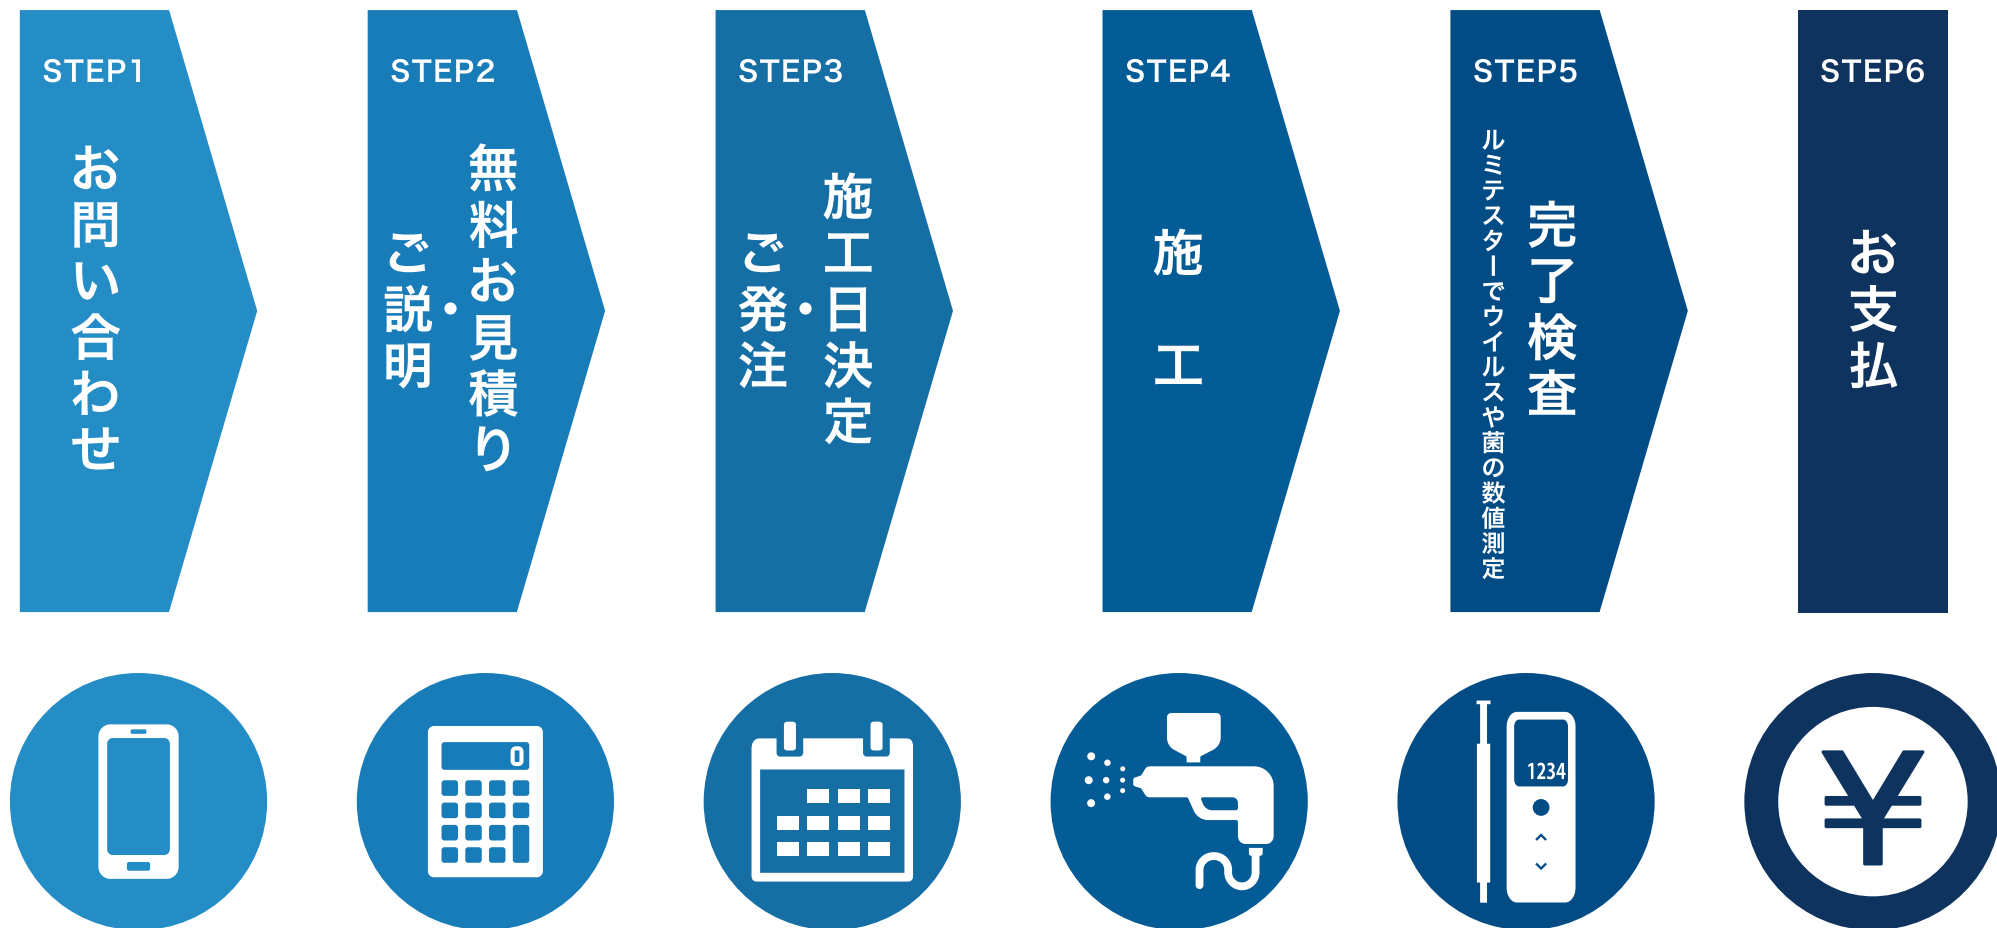 STEP1
お問い合わせ
STEP2
無料お見積り
・
ご説明
STEP3
施工日決定
・
ご発注
STEP4
施工
STEP5
完了検査
ルミテスターでウイルスや菌の数値測定
STEP6
お支払
0
1234
¥